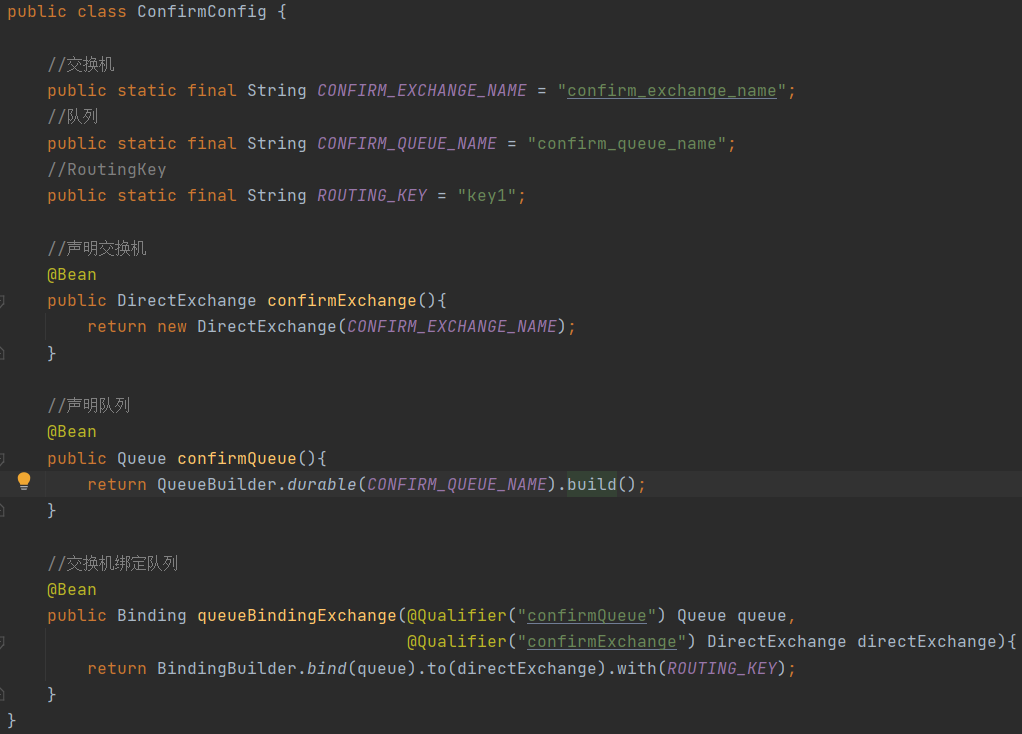 public class ConfirmConfig {
//交换机
public static final String CONFIRM_EXCHANGE_NAME = "confirm_exchange_name";
//队列
public static final String CONFIRM_QUEUE_NAME = "confirm_queue_name";
//RoutingKey
public static final String ROUTING_KEY = "key1";
//声明交换机
@Bean
public DirectExchange confirmExchange(){
return new DirectExchange(CONFIRM_EXCHANGE_NAME);
}
//声明队列
@Bean
public Queue confirmQueue(){
return QueueBuilder.durable(CONFIRM_QUEUE_NAME).build();
}
//交换机绑定队列
@Bean
public Binding queueBindingExchange(@Qualifier("confirmQueue") Queue queue,
@Qualifier("confirmExchange") DirectExchange directExchange){
return BindingBuilder.bind(queue).to(directExchange).with(ROUTING_KEY);
}
}